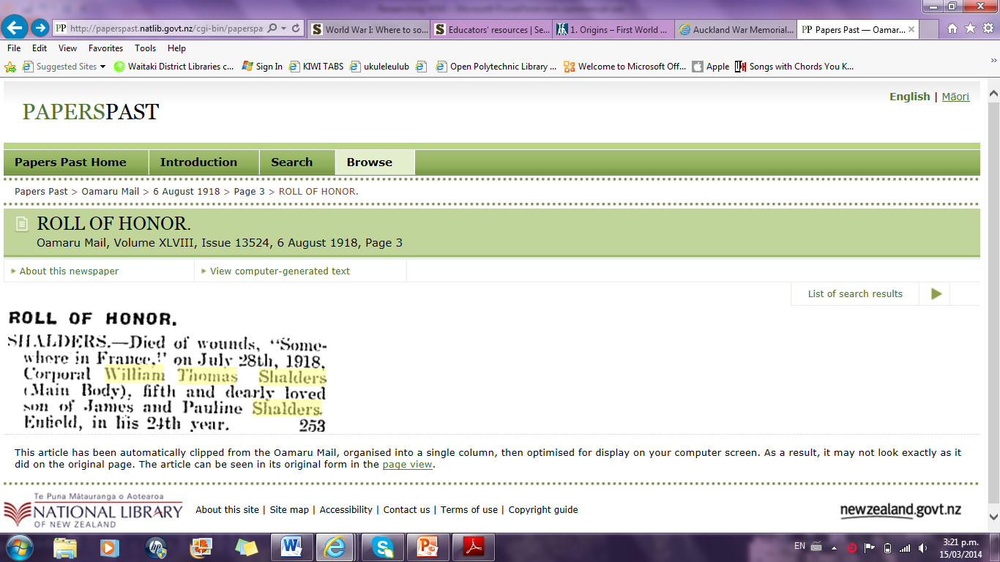 Researching WW1 - Microsoft PowerPoint non-commercial use
http://paperspast.natlib.govt.nz/cgi-bin/paperspa
World War I: Where to so...
Educators' resources | Se...
1. Origins – First World ...
Auckland War Memorial...
PP Papers Past — Oamar...
File Edit View Favorites Tools Help
Suggested Sites
Waitaki District Libraries c...
Sign In
KIWI TABS
ukuleleulub
Open Polytechnic Library ...
Welcome to Microsoft Off...
Apple
Songs with Chords You K...
English | Māori
PAPERSPAST
Papers Past Home
Introduction
Search
Browse
Papers Past > Oamaru Mail > 6 August 1918 > Page 3 > ROLL OF HONOR.
ROLL OF HONOR.
Oamaru Mail, Volume XLVIII, Issue 13524, 6 August 1918, Page 3
About this newspaper
View computer-generated text
List of search results
ROLL OF HONOR.
SHALDERS.—Died of wounds, "Some-
where in France," on July 28th, 1918,
Corporal William Thomas Shalders
(Main Body), fifth and dearly loved
son of James and Pauline Shalders.
Enfield, in his 24th year. 253
This article has been automatically clipped from the Oamaru Mail, organised into a single column, then optimised for display on your computer screen. As a result, it may not look exactly as it
did on the original page. The article can be seen in its original form in the page view.
Te Puna Mātauranga o Aotearoa
NATIONAL LIBRARY
OF NEW ZEALAND
About this site | Site map | Accessibility | Contact us | Terms of use | Copyright guide
newzealand.govt.nz
EN
3:21 p.m.
15/03/2014